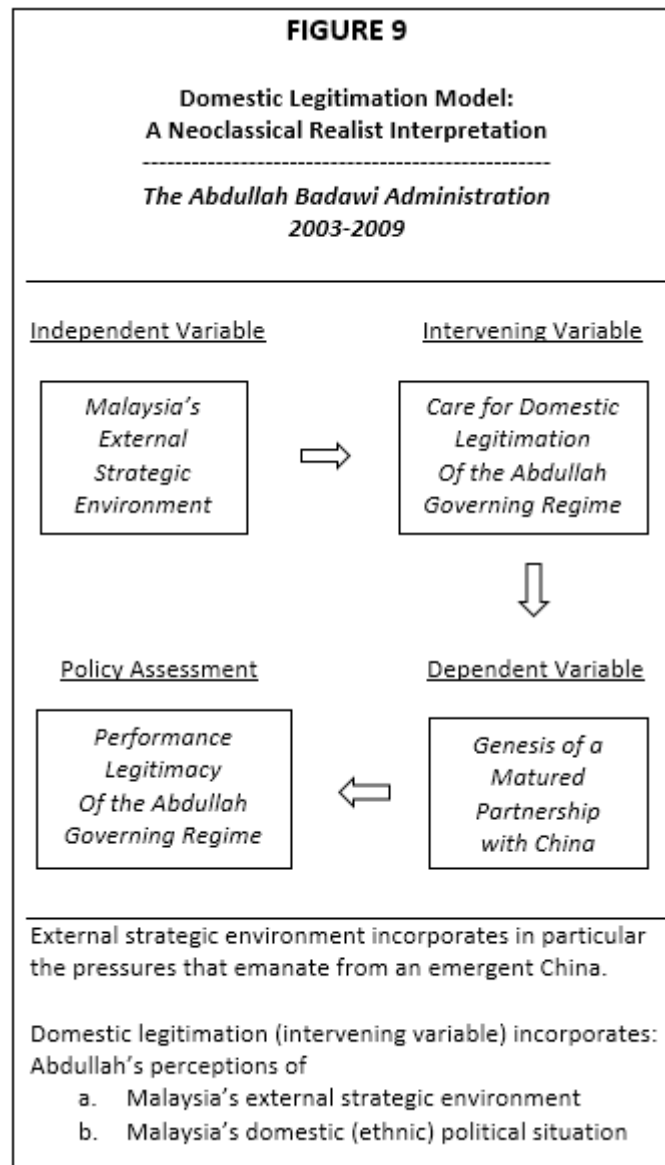 FIGURE 9
Domestic Legitimation Model:
A Neoclassical Realist Interpretation
--------------------------------------------------
The Abdullah Badawi Administration
2003-2009
Independent Variable
Malaysia's
External
Strategic
Environment
Intervening Variable
Care for Domestic
Legitimation
Of the Abdullah
Governing Regime
Dependent Variable
Genesis of a
Matured
Partnership
with China
Policy Assessment
Performance
Legitimacy
Of the Abdullah
Governing Regime
External strategic environment incorporates in particular
the pressures that emanate from an emergent China.
Domestic legitimation (intervening variable) incorporates:
Abdullah's perceptions of
a. Malaysia's external strategic environment
b. Malaysia's domestic (ethnic) political situation